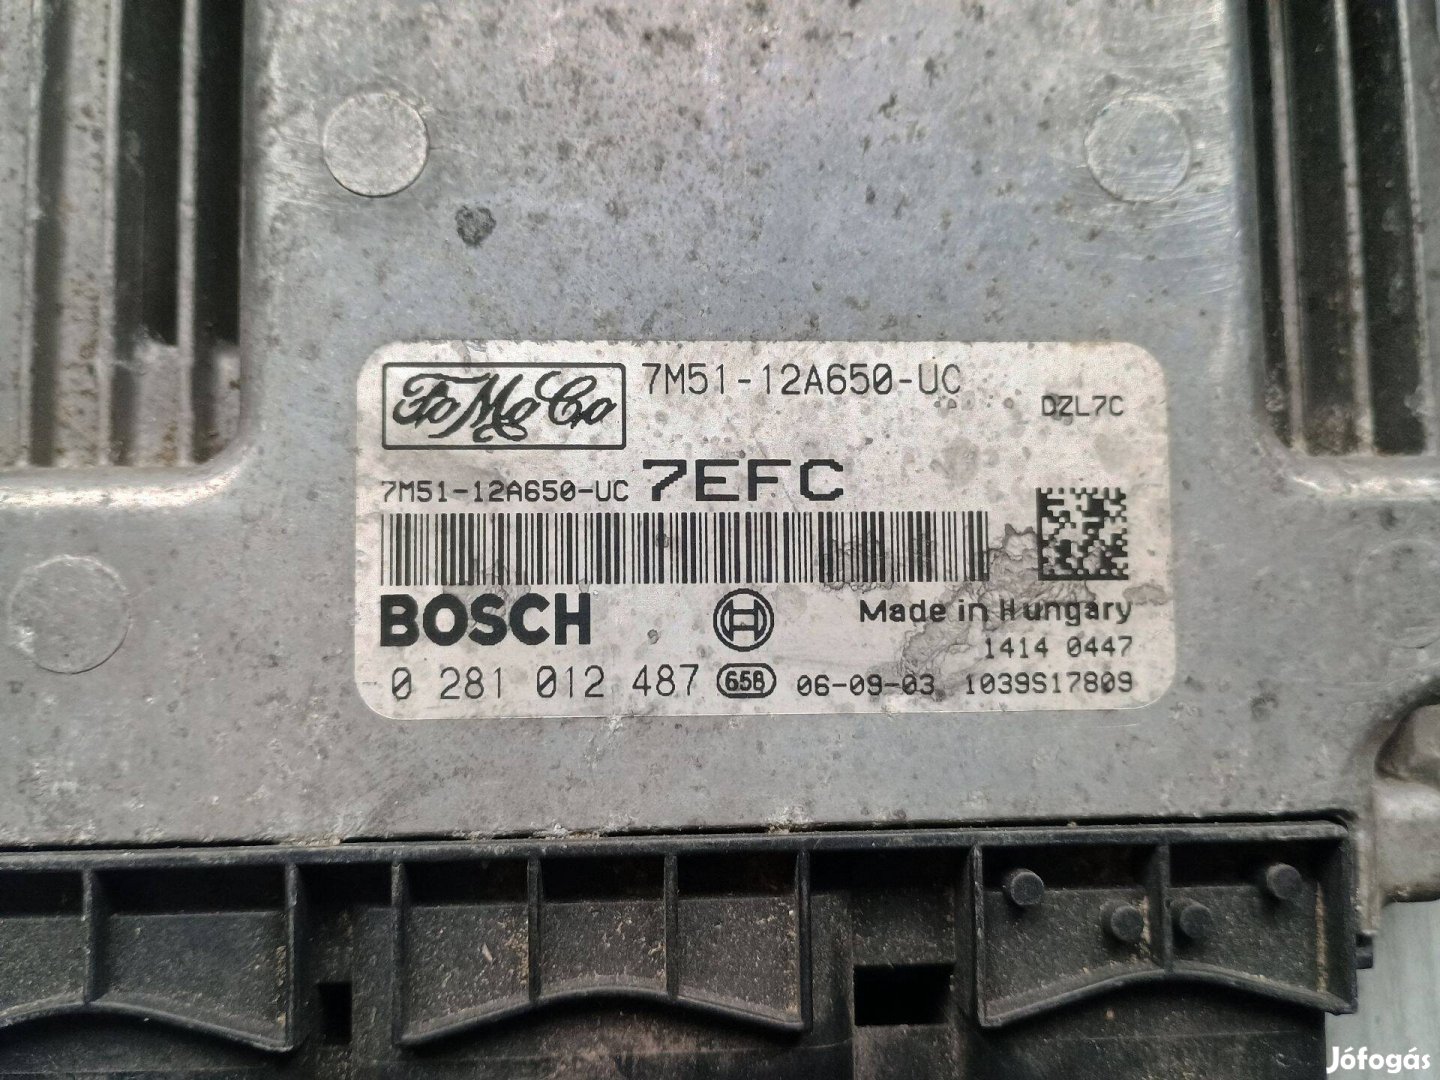 FoMoCo 7M51-12A650-UC
DZL7C
7M51-12A650-UC 7EFC
BOSCH
Made in Hungary
1414 0447
0 281 012 487 658 06-09-03 1039S17809
Jófogás